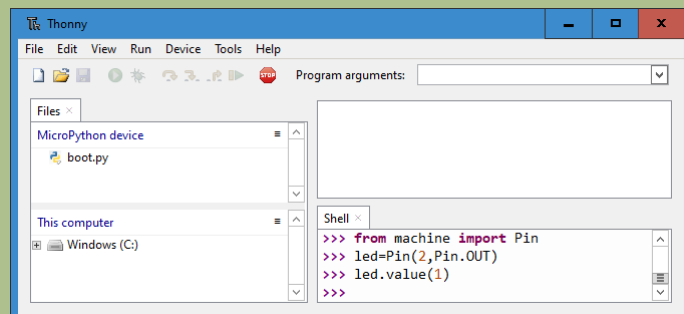 Thonny
File Edit View Run Device Tools Help
STOP Program arguments:
Files
MicroPython device
boot.py
This computer
Windows (C:)
Shell
>>> from machine import Pin
>>> led=Pin(2,Pin.OUT)
>>> led.value(1)
>>>